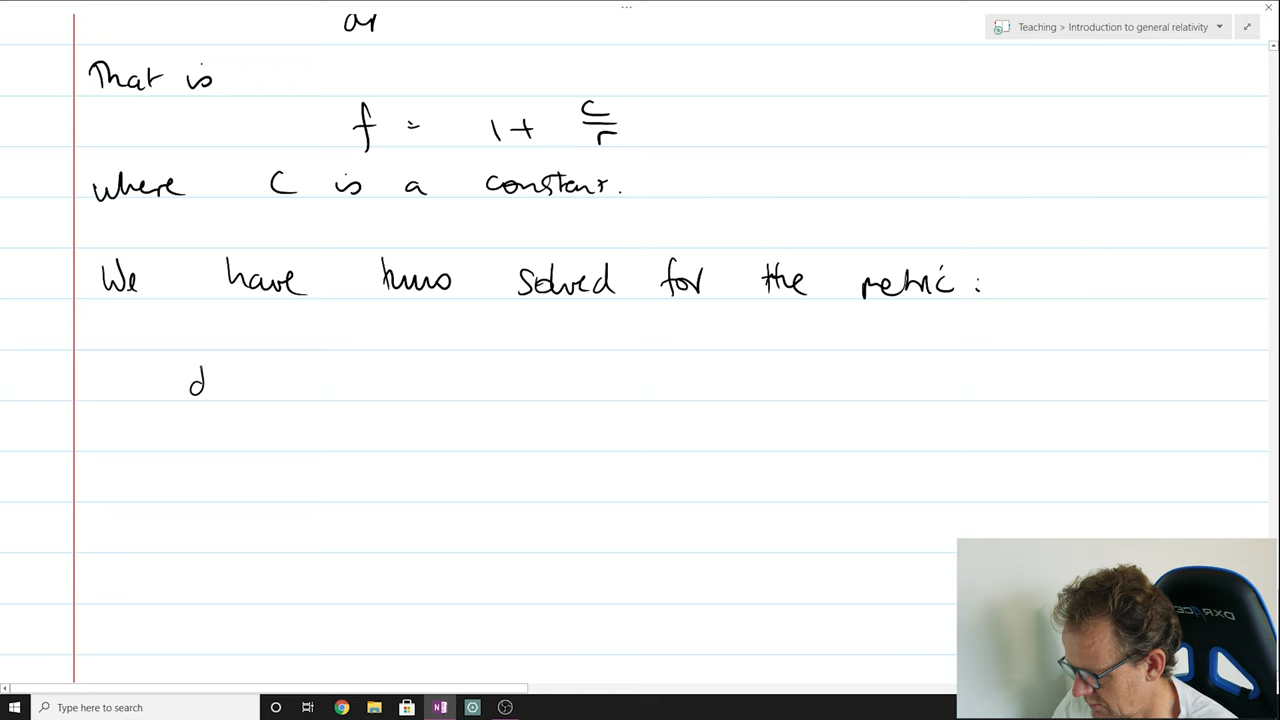 or
Teaching > Introduction to general relativity
That is
f = 1 + C/r
where C is a constant.
We have thus solved for the metric:
d
DXRACE
Type here to search